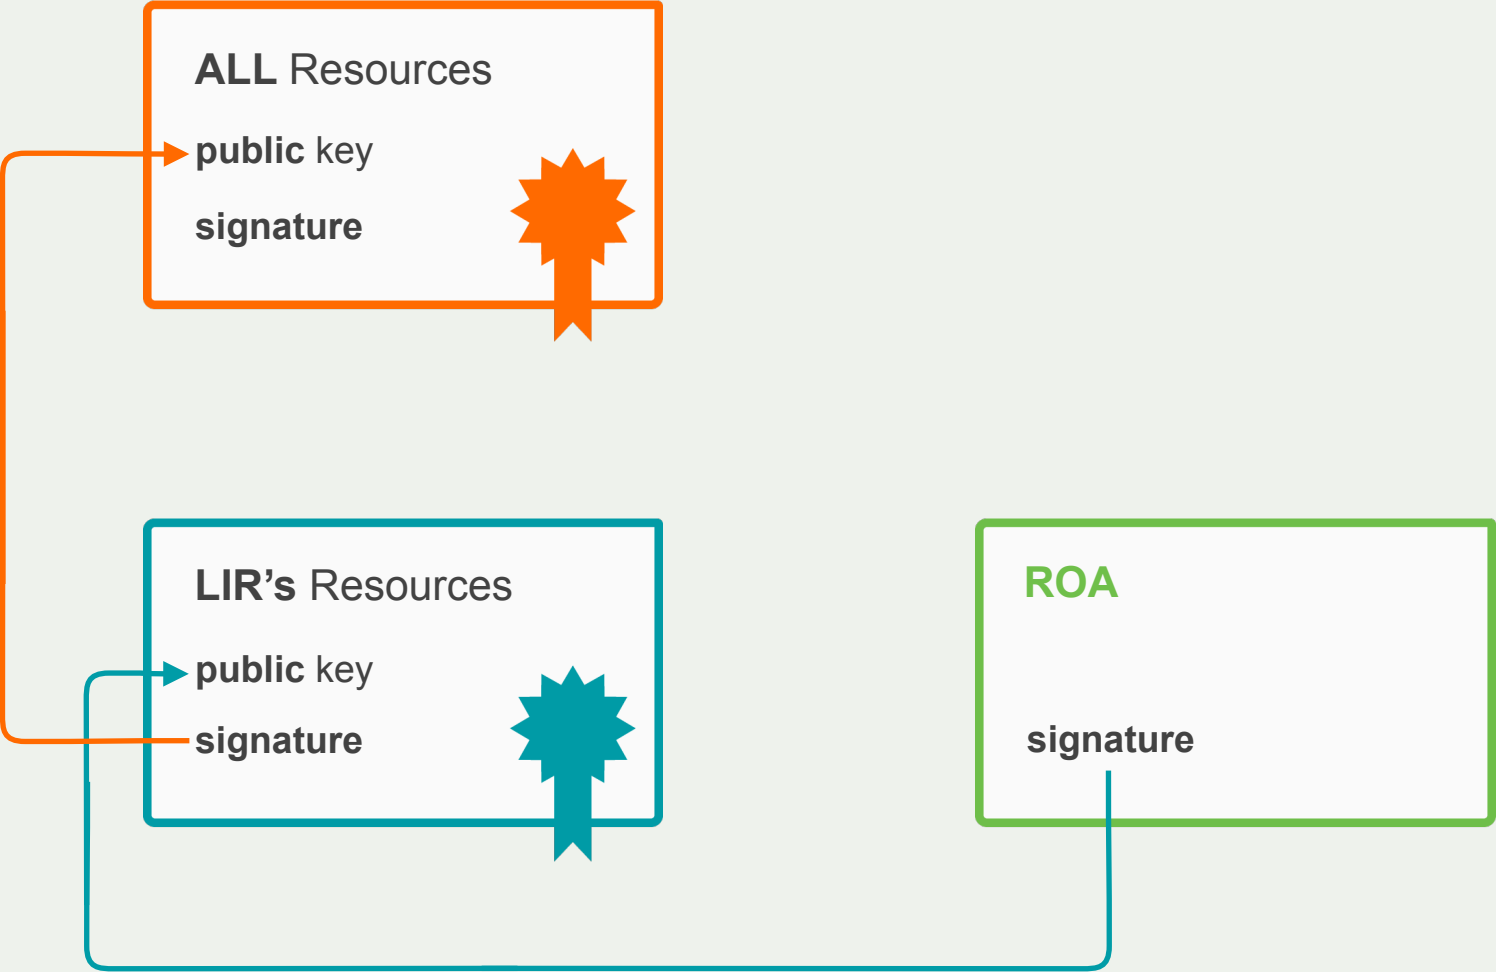 ALL Resources
public key
signature
LIR’s Resources
public key
signature
ROA
signature